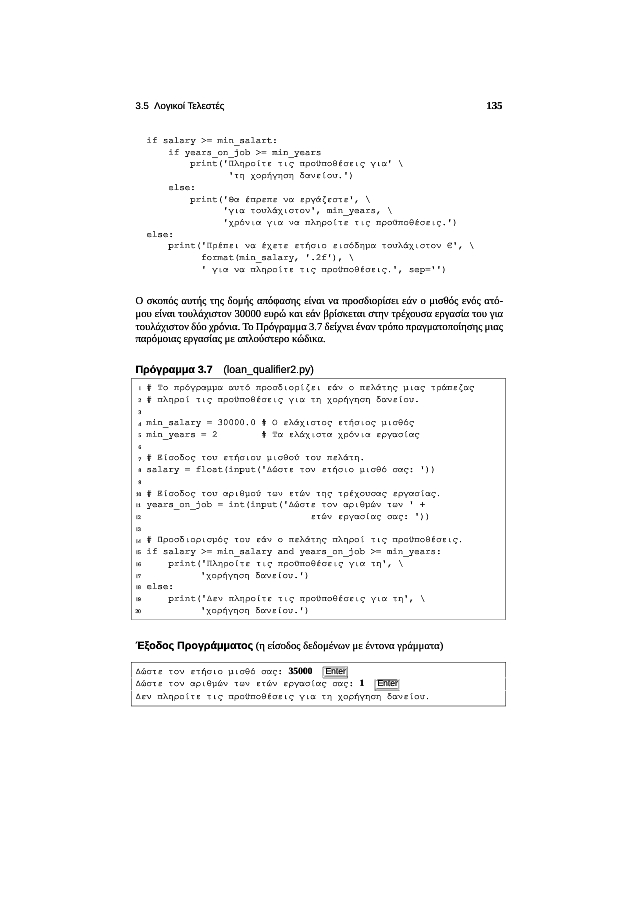 3.5 Λογικοί Τελεστές 135
if salary >= min_salart:
if years_on_job >= min_years
print('Πληροίτε τις προϋποθέσεις για' \
'τη χορήγηση δανείου.')
else:
print('Θα έπρεπε να εργάζεστε', \
'για τουλάχιστον', min_years, \
'χρόνια για να πληροίτε τις προϋποθέσεις.')
else:
print('Πρέπει να έχετε ετήσιο εισόδημα τουλάχιστον €', \
format(min_salary, '.2f'), \
' για να πληροίτε τις προϋποθέσεις.', sep='')
Ο σκοπός αυτής της δομής απόφασης είναι να προσδιορίσει εάν ο μισθός ενός ατό-
μου είναι τουλάχιστον 30000 ευρώ και εάν βρίσκεται στην τρέχουσα εργασία του για
τουλάχιστον δύο χρόνια. Το Πρόγραμμα 3.7 δείχνει έναν τρόπο πραγματοποίησης μιας
παρόμοιας εργασίας με απλούστερο κώδικα.
Πρόγραμμα 3.7 (loan_qualifier2.py)
1 # Το πρόγραμμα αυτό προσδιορίζει εάν ο πελάτης μιας τράπεζας
2 # πληροί τις προϋποθέσεις για τη χορήγηση δανείου.
3
4 min_salary = 30000.0 # Ο ελάχιστος ετήσιος μισθός
5 min_years = 2 # Τα ελάχιστα χρόνια εργασίας
6
7 # Είσοδος του ετήσιου μισθού του πελάτη.
8 salary = float(input('Δώστε τον ετήσιο μισθό σας: '))
9
10 # Είσοδος του αριθμού των ετών της τρέχουσας εργασίας.
11 years_on_job = int(input('Δώστε τον αριθμών των ' +
12 ετών εργασίας σας: '))
13
14 # Προσδιορισμός του εάν ο πελάτης πληροί τις προϋποθέσεις.
15 if salary >= min_salary and years_on_job >= min_years:
16 print('Πληροίτε τις προϋποθέσεις για τη', \
17 'χορήγηση δανείου.')
18 else:
19 print('Δεν πληροίτε τις προϋποθέσεις για τη', \
20 'χορήγηση δανείου.')
Έξοδος Προγράμματος (η είσοδος δεδομένων με έντονα γράμματα)
Δώστε τον ετήσιο μισθό σας: 35000 Enter
Δώστε τον αριθμών των ετών εργασίας σας: 1 Enter
Δεν πληροίτε τις προϋποθέσεις για τη χορήγηση δανείου.